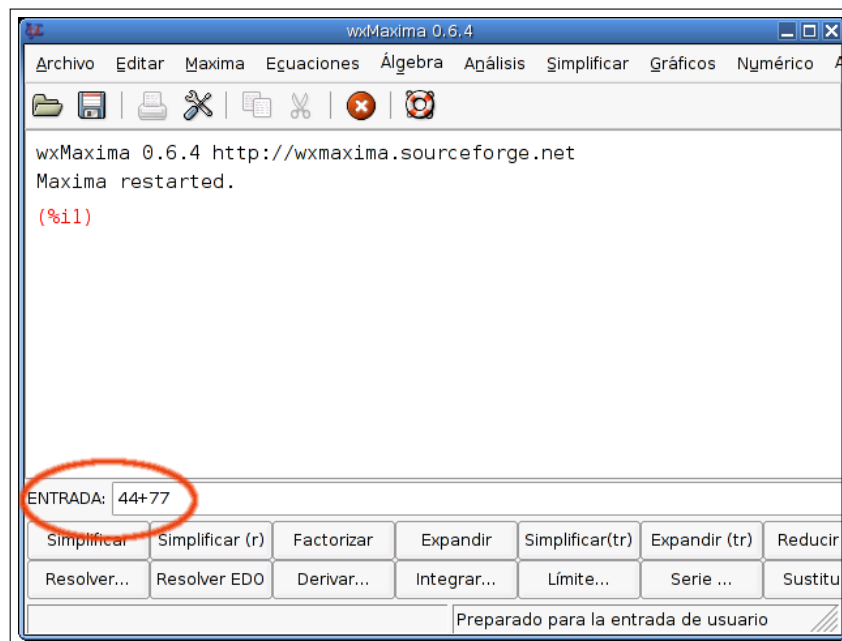 wxMaxima 0.6.4
Archivo Editar Maxima Ecuaciones Álgebra Análisis Simplificar Gráficos Numérico
wxMaxima 0.6.4 http://wxmaxima.sourceforge.net
Maxima restarted.
(%i1)
ENTRADA: 44+77
Simplificar Simplificar (r) Factorizar Expandir Simplificar(tr) Expandir (tr) Reducir
Resolver... Resolver EDO Derivar... Integrar... Límite... Serie ... Sustitu
Preparado para la entrada de usuario